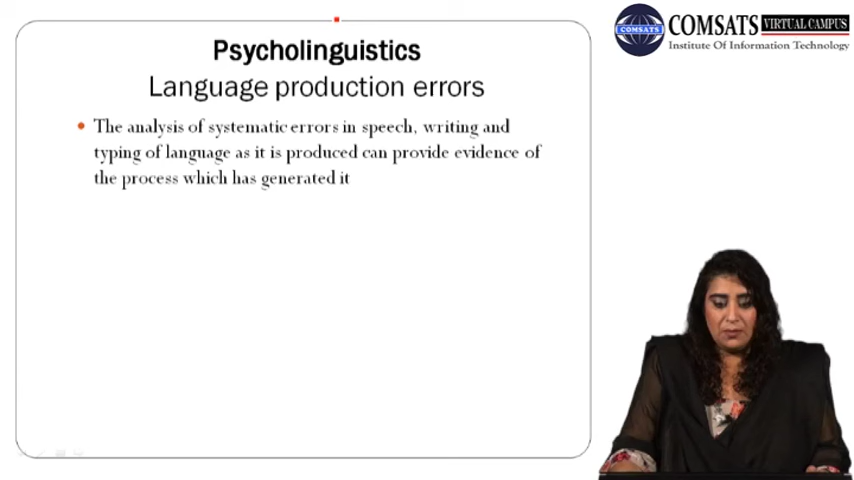 Psycholinguistics
Language production errors
The analysis of systematic errors in speech, writing and
typing of language as it is produced can provide evidence of
the process which has generated it
COMSATS
COMSATS VIRTUAL CAMPUS
Institute Of Information Technology